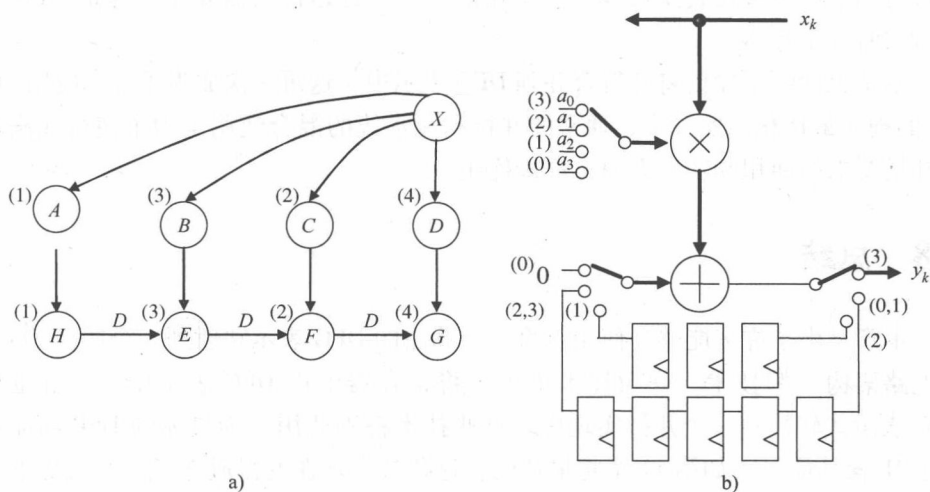 X
(1) A
(3) B
(2) C
(4) D
(1) H
D
(3) E
D
(2) F
D
(4) G
a)
x_k
(3) a_0
(2) a_1
(1) a_2
(0) a_3
×
(0) 0
+
(3)
y_k
(2,3)
(1)
(0,1)
(2)
b)